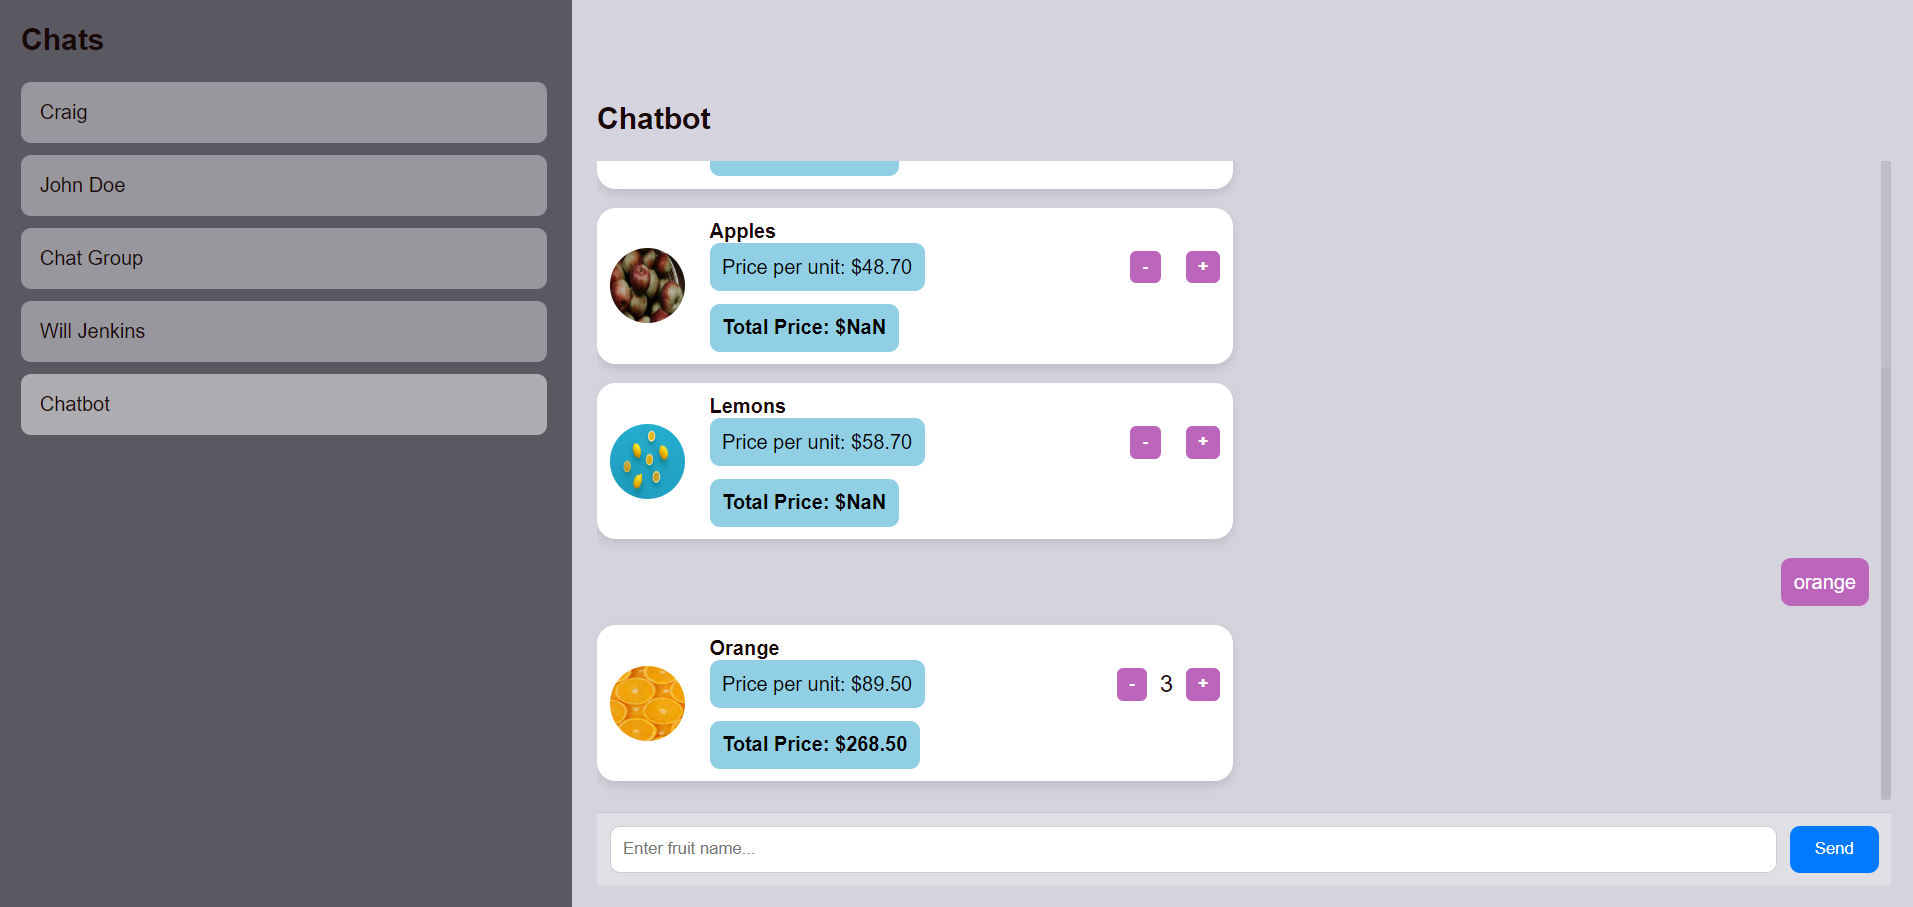 Chats
Craig
John Doe
Chat Group
Will Jenkins
Chatbot
Chatbot
Apples
Price per unit: $48.70
- +
Total Price: $NaN
Lemons
Price per unit: $58.70
- +
Total Price: $NaN
orange
Orange
Price per unit: $89.50
- 3 +
Total Price: $268.50
Enter fruit name...
Send